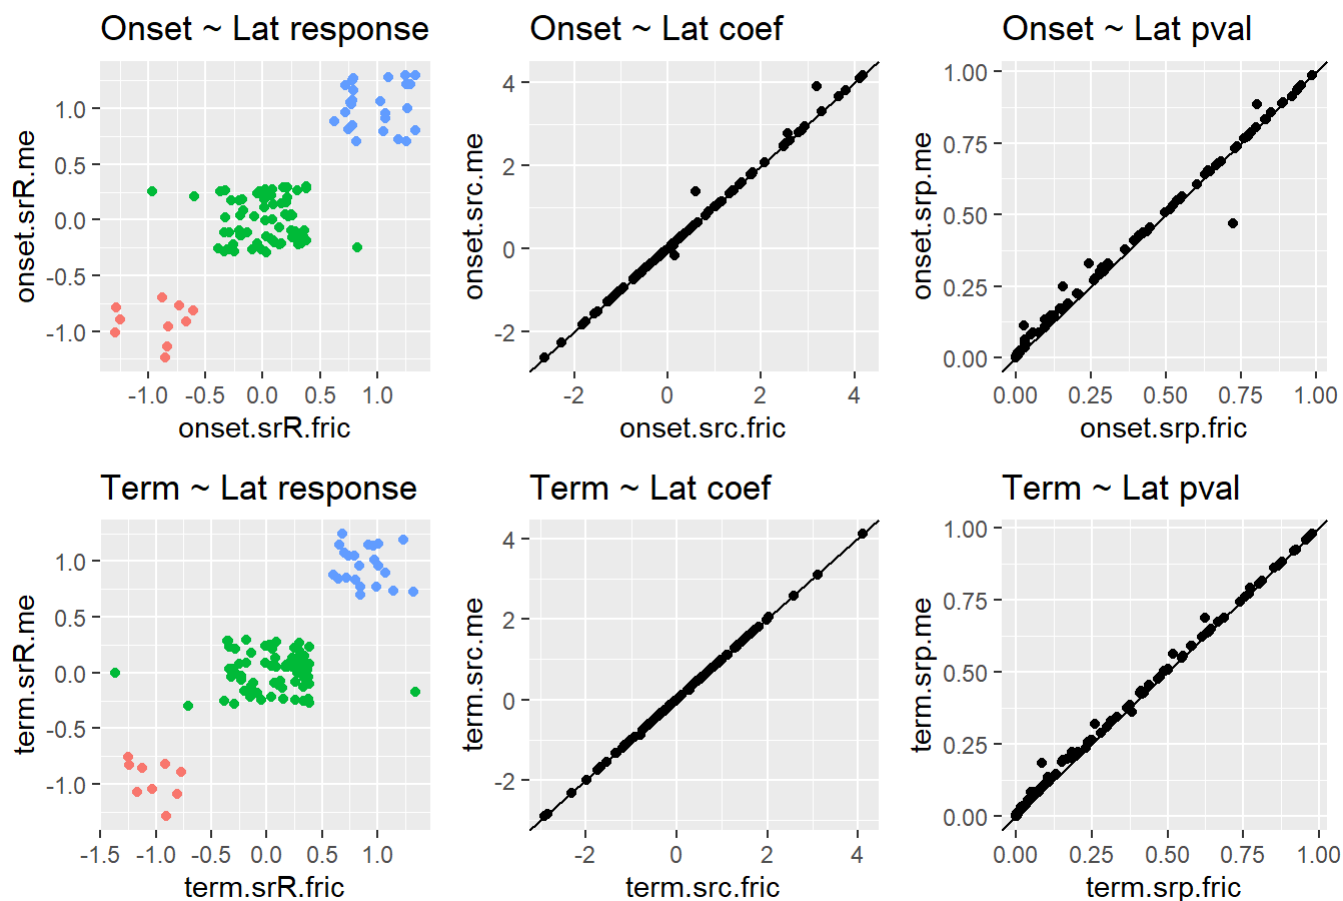 Onset ~ Lat response
onset.srR.me
1.0
0.5
0.0
-0.5
-1.0
-1.0 -0.5 0.0 0.5 1.0
onset.srR.fric
Onset ~ Lat coef
onset.src.me
4
2
0
-2
-2 0 2 4
onset.src.fric
Onset ~ Lat pval
onset.srp.me
1.00
0.75
0.50
0.25
0.00
0.00 0.25 0.50 0.75 1.00
onset.srp.fric
Term ~ Lat response
term.srR.me
1.0
0.5
0.0
-0.5
-1.0
-1.5 -1.0 -0.5 0.0 0.5 1.0
term.srR.fric
Term ~ Lat coef
term.src.me
4
2
0
-2
-2 0 2 4
term.src.fric
Term ~ Lat pval
term.srp.me
1.00
0.75
0.50
0.25
0.00
0.00 0.25 0.50 0.75 1.00
term.srp.fric